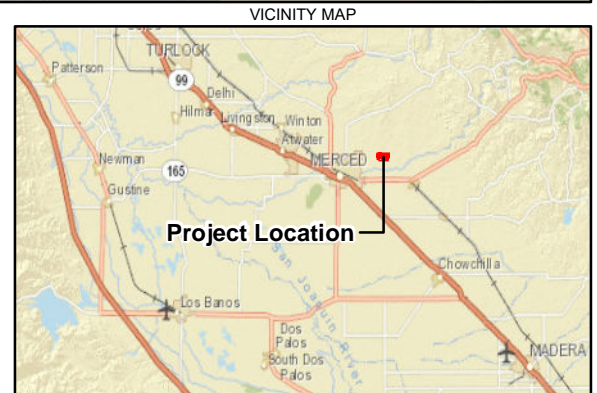 VICINITY MAP
TURLOCK
Patterson
99
Delhi
Hilmar
Livingston
Winton
Atwater
MERCED
Newman
165
Gustine
Project Location
San Joaquin River
Chowchilla
Los Banos
Dos
Palos
South Dos
Palos
MADERA